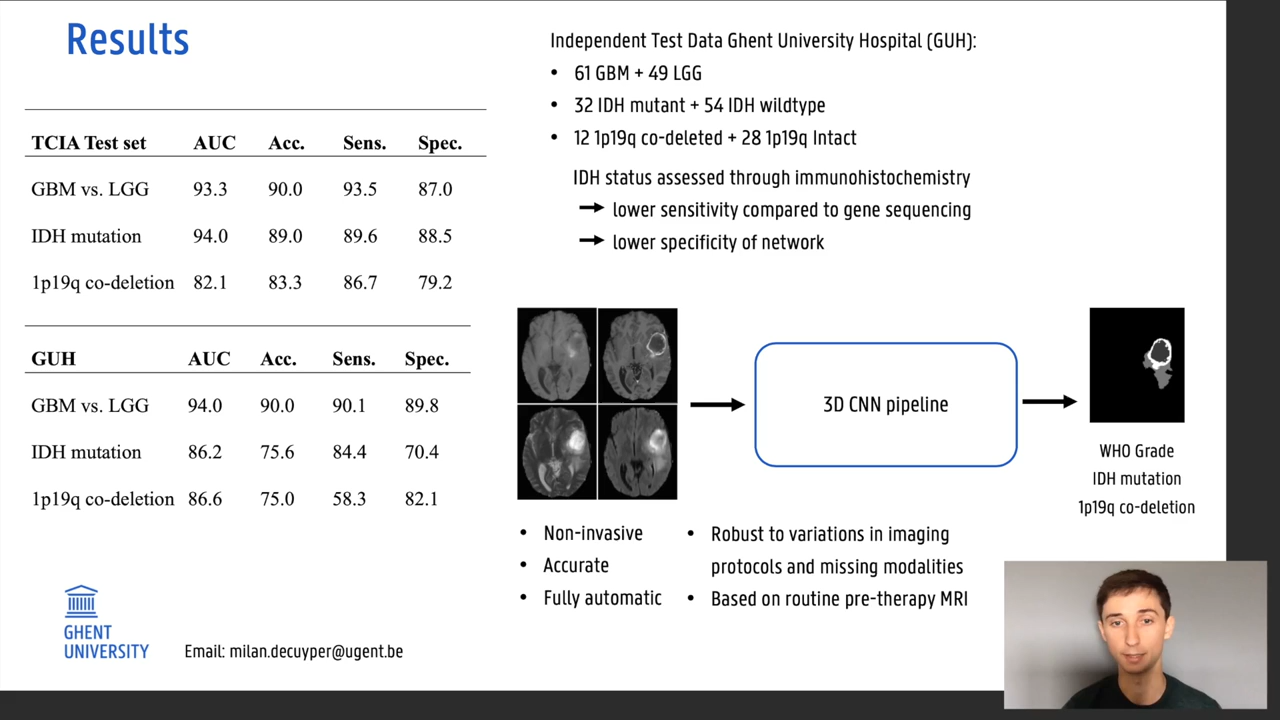 Results
TCIA Test set AUC Acc. Sens. Spec.
GBM vs. LGG 93.3 90.0 93.5 87.0
IDH mutation 94.0 89.0 89.6 88.5
1p19q co-deletion 82.1 83.3 86.7 79.2
GUH AUC Acc. Sens. Spec.
GBM vs. LGG 94.0 90.0 90.1 89.8
IDH mutation 86.2 75.6 84.4 70.4
1p19q co-deletion 86.6 75.0 58.3 82.1
Independent Test Data Ghent University Hospital (GUH):
• 61 GBM + 49 LGG
• 32 IDH mutant + 54 IDH wildtype
• 12 1p19q co-deleted + 28 1p19q Intact
IDH status assessed through immunohistochemistry
→ lower sensitivity compared to gene sequencing
→ lower specificity of network
3D CNN pipeline
WHO Grade
IDH mutation
1p19q co-deletion
• Non-invasive
• Accurate
• Fully automatic
• Robust to variations in imaging
protocols and missing modalities
• Based on routine pre-therapy MRI
GHENT
UNIVERSITY
Email: milan.decuyper@ugent.be